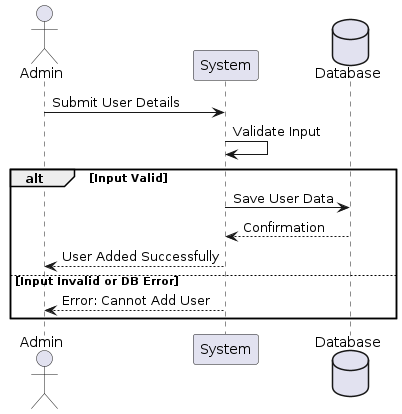 Admin
System
Database
Submit User Details
Validate Input
alt [Input Valid]
Save User Data
Confirmation
User Added Successfully
[Input Invalid or DB Error]
Error: Cannot Add User
Admin
System
Database